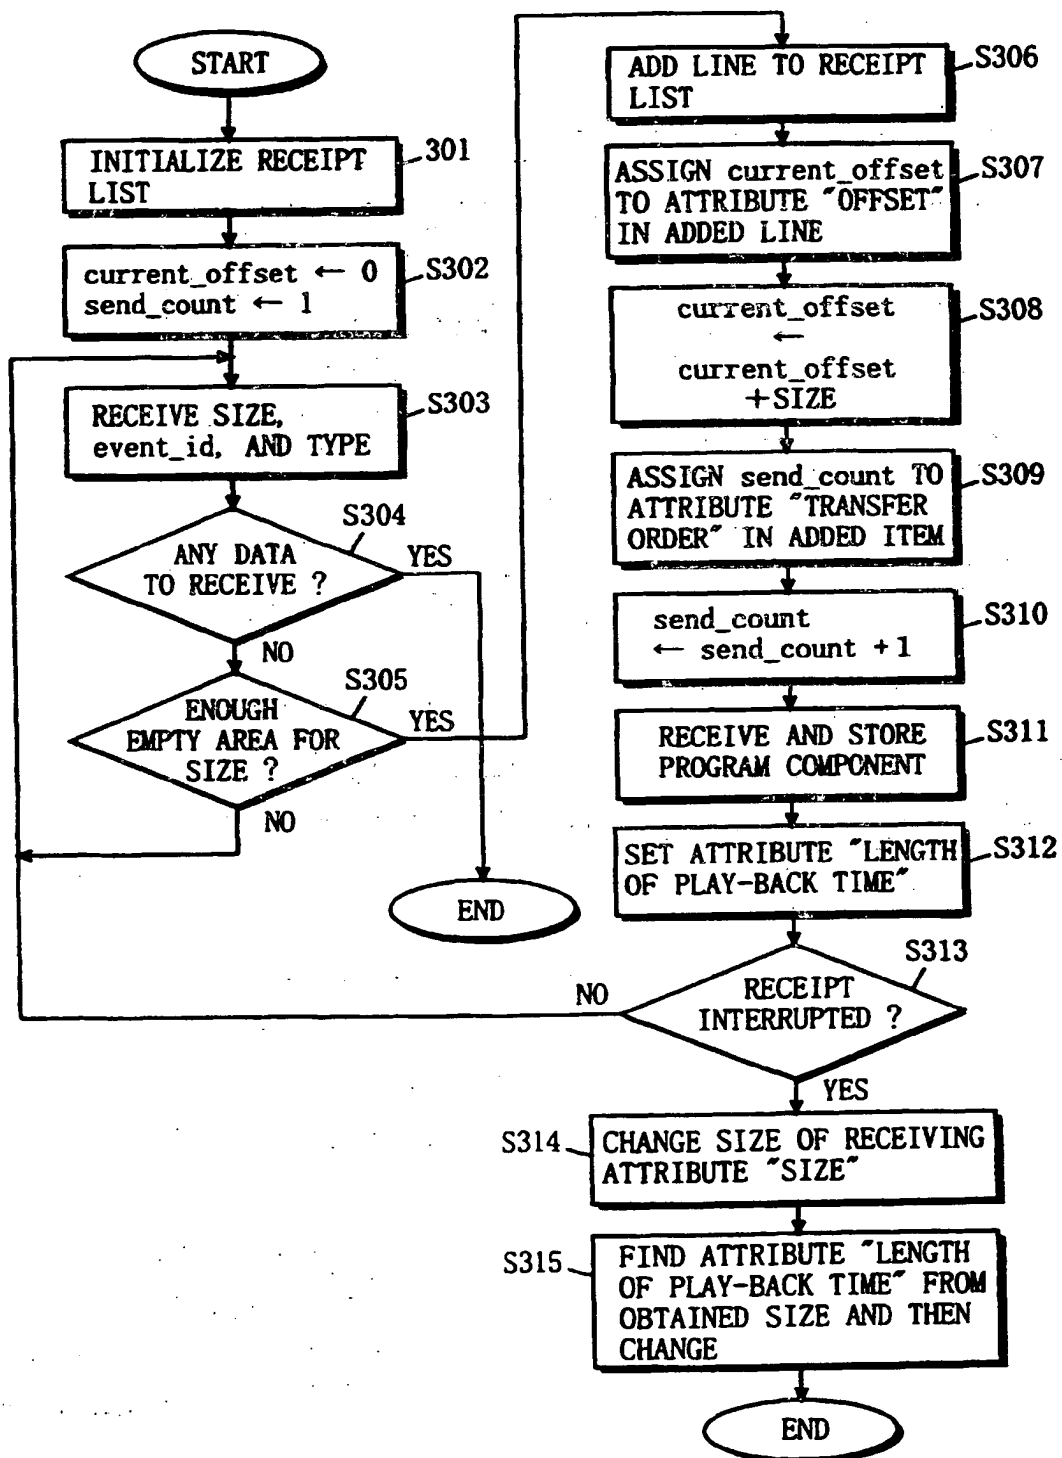 START
INITIALIZE RECEIPT
LIST
301
current_offset ← 0
send_count ← 1
S302
RECEIVE SIZE,
event_id, AND TYPE
S303
S304
ANY DATA
TO RECEIVE ?
YES
NO
S305
ENOUGH
EMPTY AREA FOR
SIZE ?
YES
NO
END
ADD LINE TO RECEIPT
LIST
S306
ASSIGN current_offset
TO ATTRIBUTE "OFFSET"
IN ADDED LINE
S307
current_offset
←
current_offset
+SIZE
S308
ASSIGN send_count TO
ATTRIBUTE "TRANSFER
ORDER" IN ADDED ITEM
S309
send_count
← send_count +1
S310
RECEIVE AND STORE
PROGRAM COMPONENT
S311
SET ATTRIBUTE "LENGTH
OF PLAY-BACK TIME"
S312
S313
RECEIPT
INTERRUPTED ?
NO
YES
S314
CHANGE SIZE OF RECEIVING
ATTRIBUTE "SIZE"
S315
FIND ATTRIBUTE "LENGTH
OF PLAY-BACK TIME" FROM
OBTAINED SIZE AND THEN
CHANGE
END